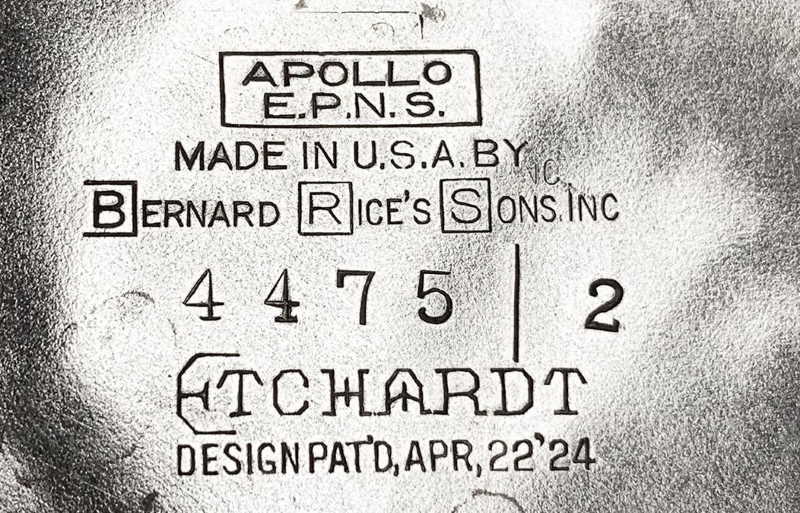 APOLLO
E.P.N.S.
MADE IN U.S.A. BY
BERNARD RICE'S SONS. INC
4475 | 2
ETCHARDT
DESIGN PAT'D, APR, 22'24